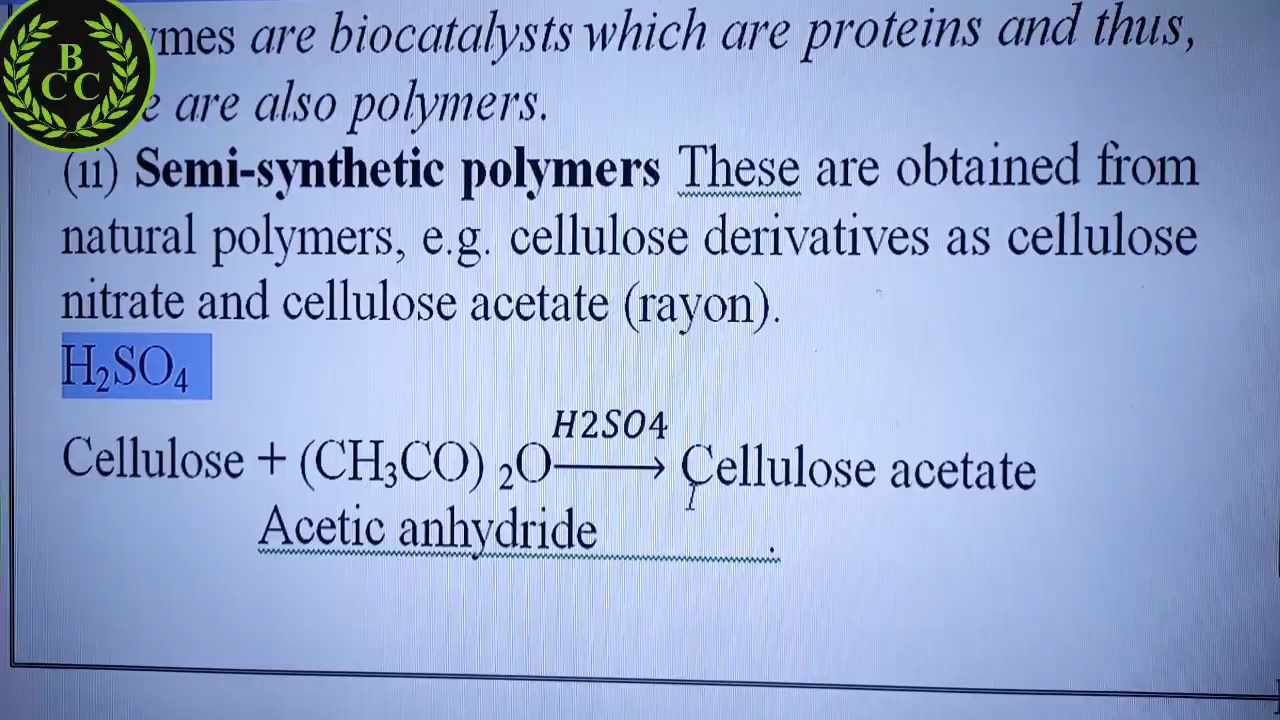 B
CC
are biocatalysts which are proteins and thus,
are also polymers.
(ii) Semi-synthetic polymers These are obtained from
natural polymers, e.g. cellulose derivatives as cellulose
nitrate and cellulose acetate (rayon).
H₂SO₄
H2SO4
Cellulose + (CH₃CO) ₂O⟶ Cellulose acetate
Acetic anhydride .